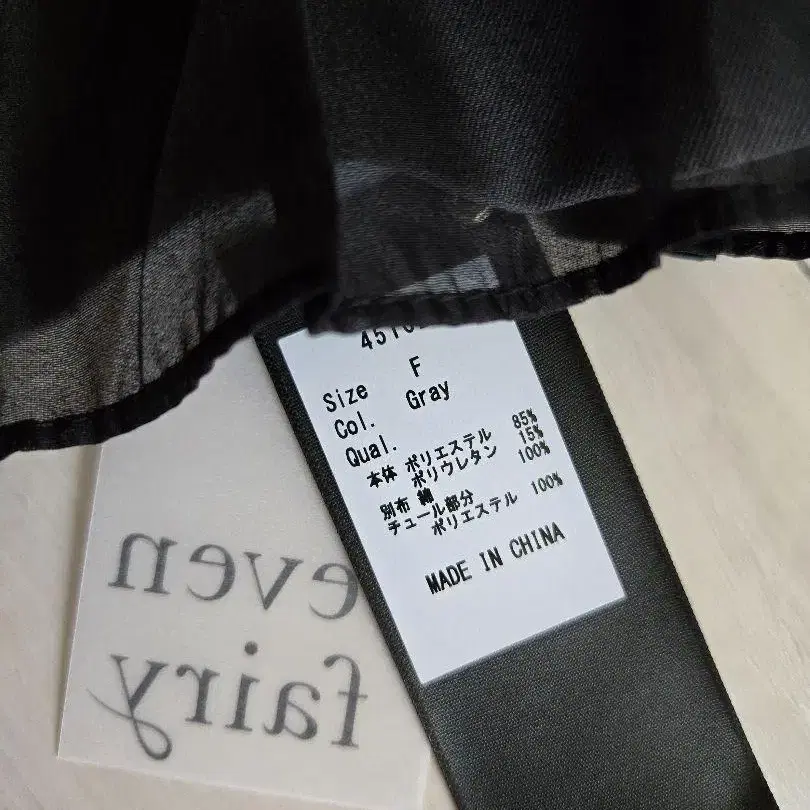 Size F
Col. Gray
Qual.
本体 ポリエステル 85%
ポリウレタン 15%
別布 綿 100%
チュール部分
ポリエステル 100%
MADE IN CHINA
even
fairy